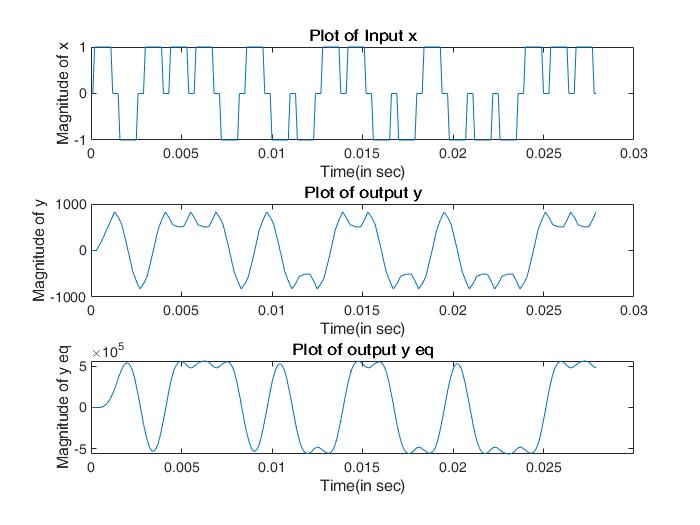 Plot of Input x
Magnitude of x
1
0
-1
0 0.005 0.01 0.015 0.02 0.025 0.03
Time(in sec)
Plot of output y
Magnitude of y
1000
0
-1000
0 0.005 0.01 0.015 0.02 0.025 0.03
Time(in sec)
Plot of output y eq
×10⁵
Magnitude of y eq
5
0
-5
0 0.005 0.01 0.015 0.02 0.025
Time(in sec)